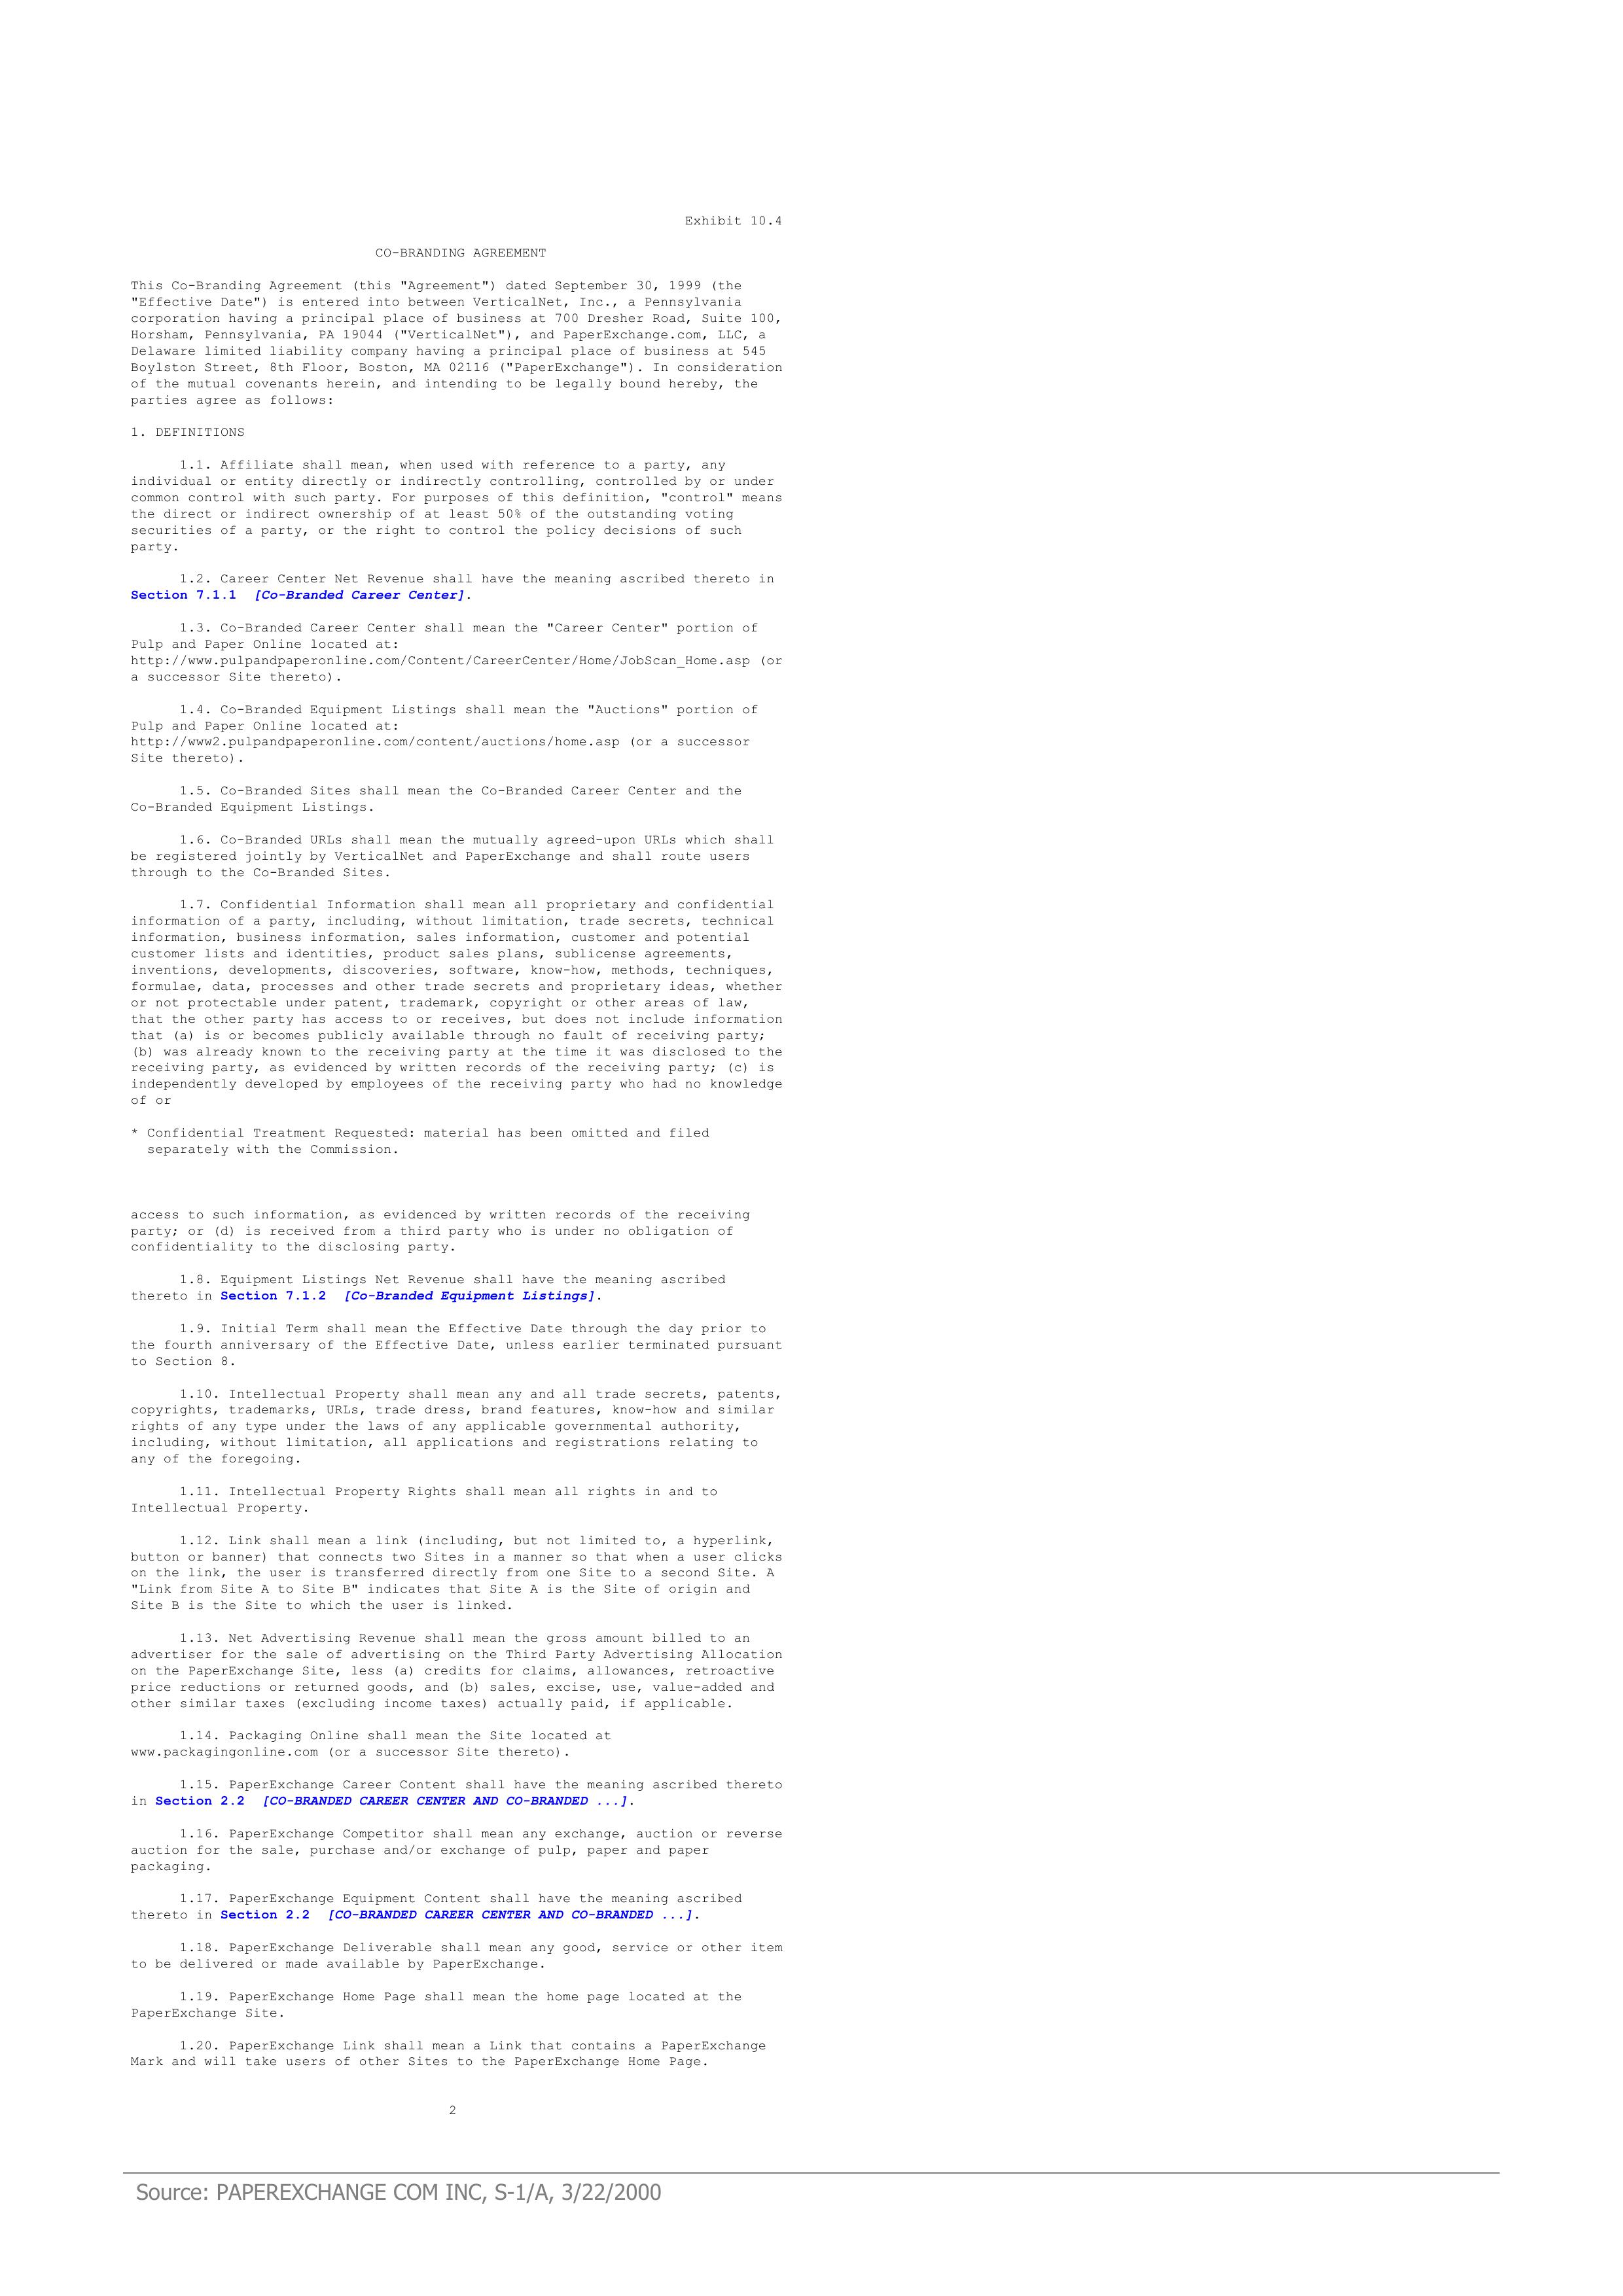 Exhibit 10.4
CO-BRANDING AGREEMENT
This Co-Branding Agreement (this "Agreement") dated September 30, 1999 (the
"Effective Date") is entered into between VerticalNet, Inc., a Pennsylvania
corporation having a principal place of business at 700 Dresher Road, Suite 100,
Horsham, Pennsylvania, PA 19044 ("VerticalNet"), and PaperExchange.com, LLC, a
Delaware limited liability company having a principal place of business at 545
Boylston Street, 8th Floor, Boston, MA 02116 ("PaperExchange"). In consideration
of the mutual covenants herein, and intending to be legally bound hereby, the
parties agree as follows:
1. DEFINITIONS
1.1. Affiliate shall mean, when used with reference to a party, any
individual or entity directly or indirectly controlling, controlled by or under
common control with such party. For purposes of this definition, "control" means
the direct or indirect ownership of at least 50% of the outstanding voting
securities of a party, or the right to control the policy decisions of such
party.
1.2. Career Center Net Revenue shall have the meaning ascribed thereto in
Section 7.1.1 [Co-Branded Career Center].
1.3. Co-Branded Career Center shall mean the "Career Center" portion of
Pulp and Paper Online located at:
http://www.pulpandpaperonline.com/Content/CareerCenter/Home/JobScan_Home.asp (or
a successor Site thereto).
1.4. Co-Branded Equipment Listings shall mean the "Auctions" portion of
Pulp and Paper Online located at:
http://www2.pulpandpaperonline.com/content/auctions/home.asp (or a successor
Site thereto).
1.5. Co-Branded Sites shall mean the Co-Branded Career Center and the
Co-Branded Equipment Listings.
1.6. Co-Branded URLs shall mean the mutually agreed-upon URLs which shall
be registered jointly by VerticalNet and PaperExchange and shall route users
through to the Co-Branded Sites.
1.7. Confidential Information shall mean all proprietary and confidential
information of a party, including, without limitation, trade secrets, technical
information, business information, sales information, customer and potential
customer lists and identities, product sales plans, sublicense agreements,
inventions, developments, discoveries, software, know-how, methods, techniques,
formulae, data, processes and other trade secrets and proprietary ideas, whether
or not protectable under patent, trademark, copyright or other areas of law,
that the other party has access to or receives, but does not include information
that (a) is or becomes publicly available through no fault of receiving party;
(b) was already known to the receiving party at the time it was disclosed to the
receiving party, as evidenced by written records of the receiving party; (c) is
independently developed by employees of the receiving party who had no knowledge
of or
* Confidential Treatment Requested: material has been omitted and filed
separately with the Commission.
access to such information, as evidenced by written records of the receiving
party; or (d) is received from a third party who is under no obligation of
confidentiality to the disclosing party.
1.8. Equipment Listings Net Revenue shall have the meaning ascribed
thereto in Section 7.1.2 [Co-Branded Equipment Listings].
1.9. Initial Term shall mean the Effective Date through the day prior to
the fourth anniversary of the Effective Date, unless earlier terminated pursuant
to Section 8.
1.10. Intellectual Property shall mean any and all trade secrets, patents,
copyrights, trademarks, URLs, trade dress, brand features, know-how and similar
rights of any type under the laws of any applicable governmental authority,
including, without limitation, all applications and registrations relating to
any of the foregoing.
1.11. Intellectual Property Rights shall mean all rights in and to
Intellectual Property.
1.12. Link shall mean a link (including, but not limited to, a hyperlink,
button or banner) that connects two Sites in a manner so that when a user clicks
on the link, the user is transferred directly from one Site to a second Site. A
"Link from Site A to Site B" indicates that Site A is the Site of origin and
Site B is the Site to which the user is linked.
1.13. Net Advertising Revenue shall mean the gross amount billed to an
advertiser for the sale of advertising on the Third Party Advertising Allocation
on the PaperExchange Site, less (a) credits for claims, allowances, retroactive
price reductions or returned goods, and (b) sales, excise, use, value-added and
other similar taxes (excluding income taxes) actually paid, if applicable.
1.14. Packaging Online shall mean the Site located at
www.packagingonline.com (or a successor Site thereto).
1.15. PaperExchange Career Content shall have the meaning ascribed thereto
in Section 2.2 [CO-BRANDED CAREER CENTER AND CO-BRANDED ...].
1.16. PaperExchange Competitor shall mean any exchange, auction or reverse
auction for the sale, purchase and/or exchange of pulp, paper and paper
packaging.
1.17. PaperExchange Equipment Content shall have the meaning ascribed
thereto in Section 2.2 [CO-BRANDED CAREER CENTER AND CO-BRANDED ...].
1.18. PaperExchange Deliverable shall mean any good, service or other item
to be delivered or made available by PaperExchange.
1.19. PaperExchange Home Page shall mean the home page located at the
PaperExchange Site.
1.20. PaperExchange Link shall mean a Link that contains a PaperExchange
Mark and will take users of other Sites to the PaperExchange Home Page.
2
Source: PAPEREXCHANGE COM INC, S-1/A, 3/22/2000